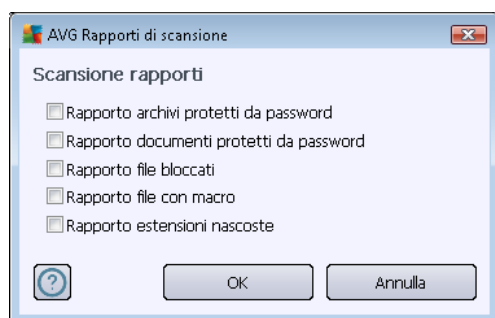 AVG Rapporti di scansione
Scansione rapporti
Rapporto archivi protetti da password
Rapporto documenti protetti da password
Rapporto file bloccati
Rapporto file con macro
Rapporto estensioni nascoste
? OK Annulla